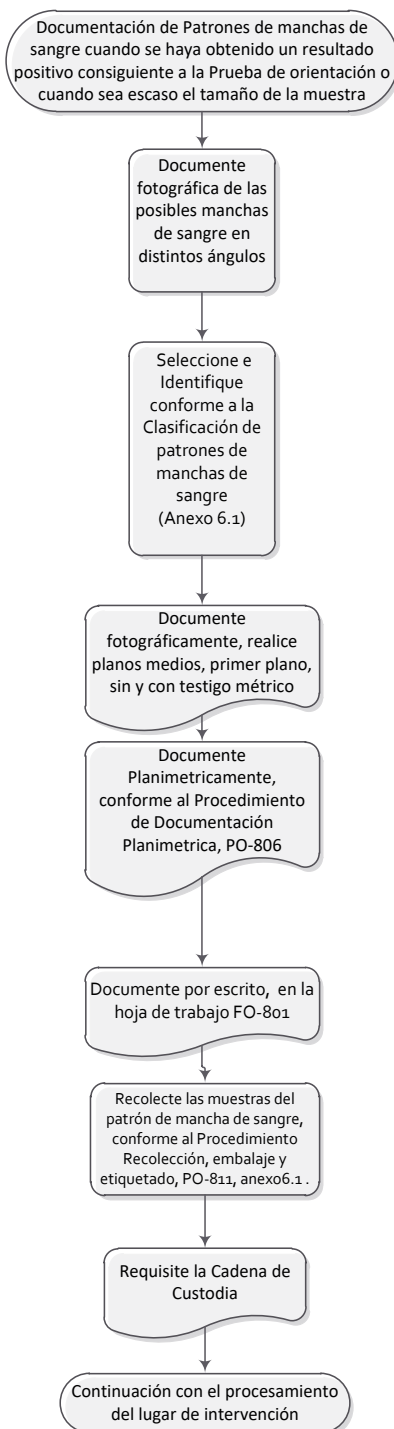 Documentación de Patrones de manchas de
sangre cuando se haya obtenido un resultado
positivo consiguiente a la Prueba de orientación o
cuando sea escaso el tamaño de la muestra
Documente
fotográfica de las
posibles manchas
de sangre en
distintos ángulos
Seleccione e
Identifique
conforme a la
Clasificación de
patrones de
manchas de
sangre
(Anexo 6.1)
Documente
fotográficamente, realice
planos medios, primer plano,
sin y con testigo métrico
Documente
Planimetricamente,
conforme al Procedimiento
de Documentación
Planimetrica, PO-806
Documente por escrito, en la
hoja de trabajo FO-801
Recolecte las muestras del
patrón de mancha de sangre,
conforme al Procedimiento
Recolección, embalaje y
etiquetado, PO-811, anexo6.1 .
Requisite la Cadena de
Custodia
Continuación con el procesamiento
del lugar de intervención